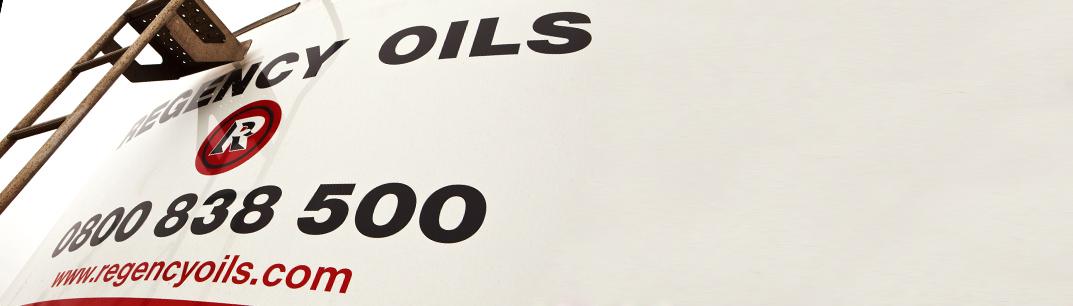 REGENCY OILS
R
0800 838 500
www.regencyoils.com